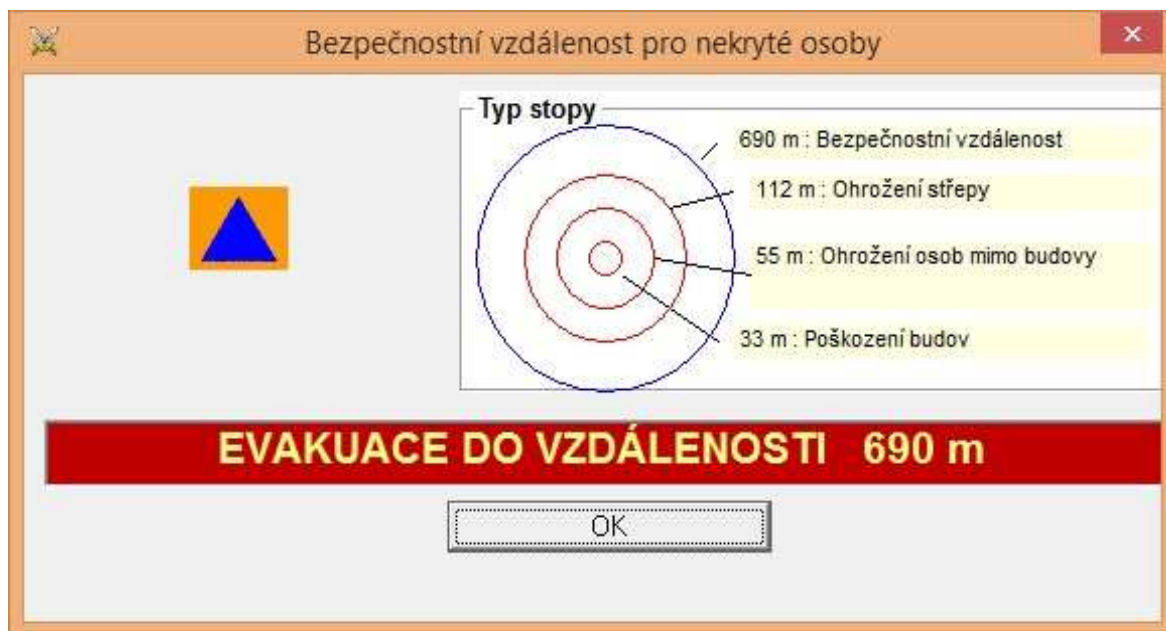 Bezpečnostní vzdálenost pro nekryté osoby
Typ stopy
690 m : Bezpečnostní vzdálenost
112 m : Ohrožení střepy
55 m : Ohrožení osob mimo budovy
33 m : Poškození budov
EVAKUACE DO VZDÁLENOSTI 690 m
OK